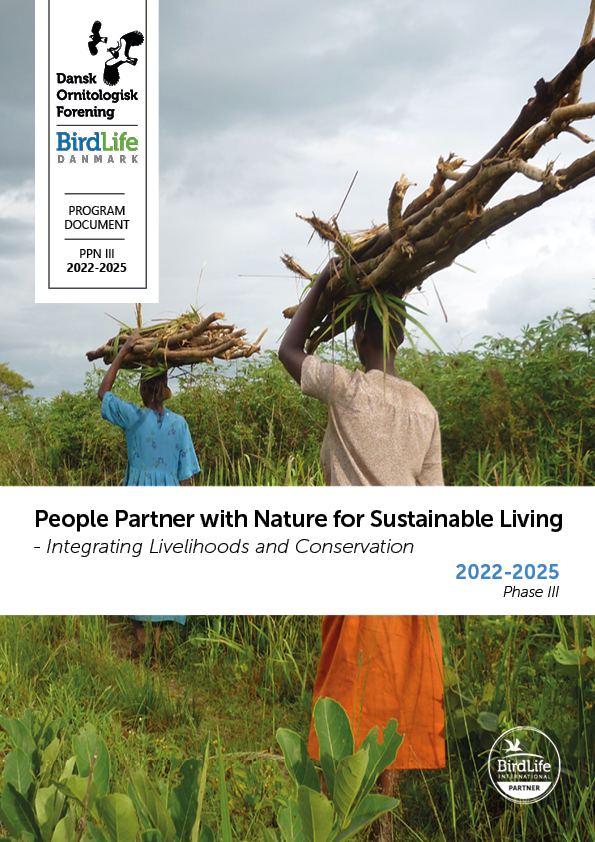 Dansk
Ornitologisk
Forening
BirdLife
DANMARK
PROGRAM
DOCUMENT
PPN III
2022-2025
People Partner with Nature for Sustainable Living
- Integrating Livelihoods and Conservation
2022-2025
Phase III
BirdLife
INTERNATIONAL
PARTNER